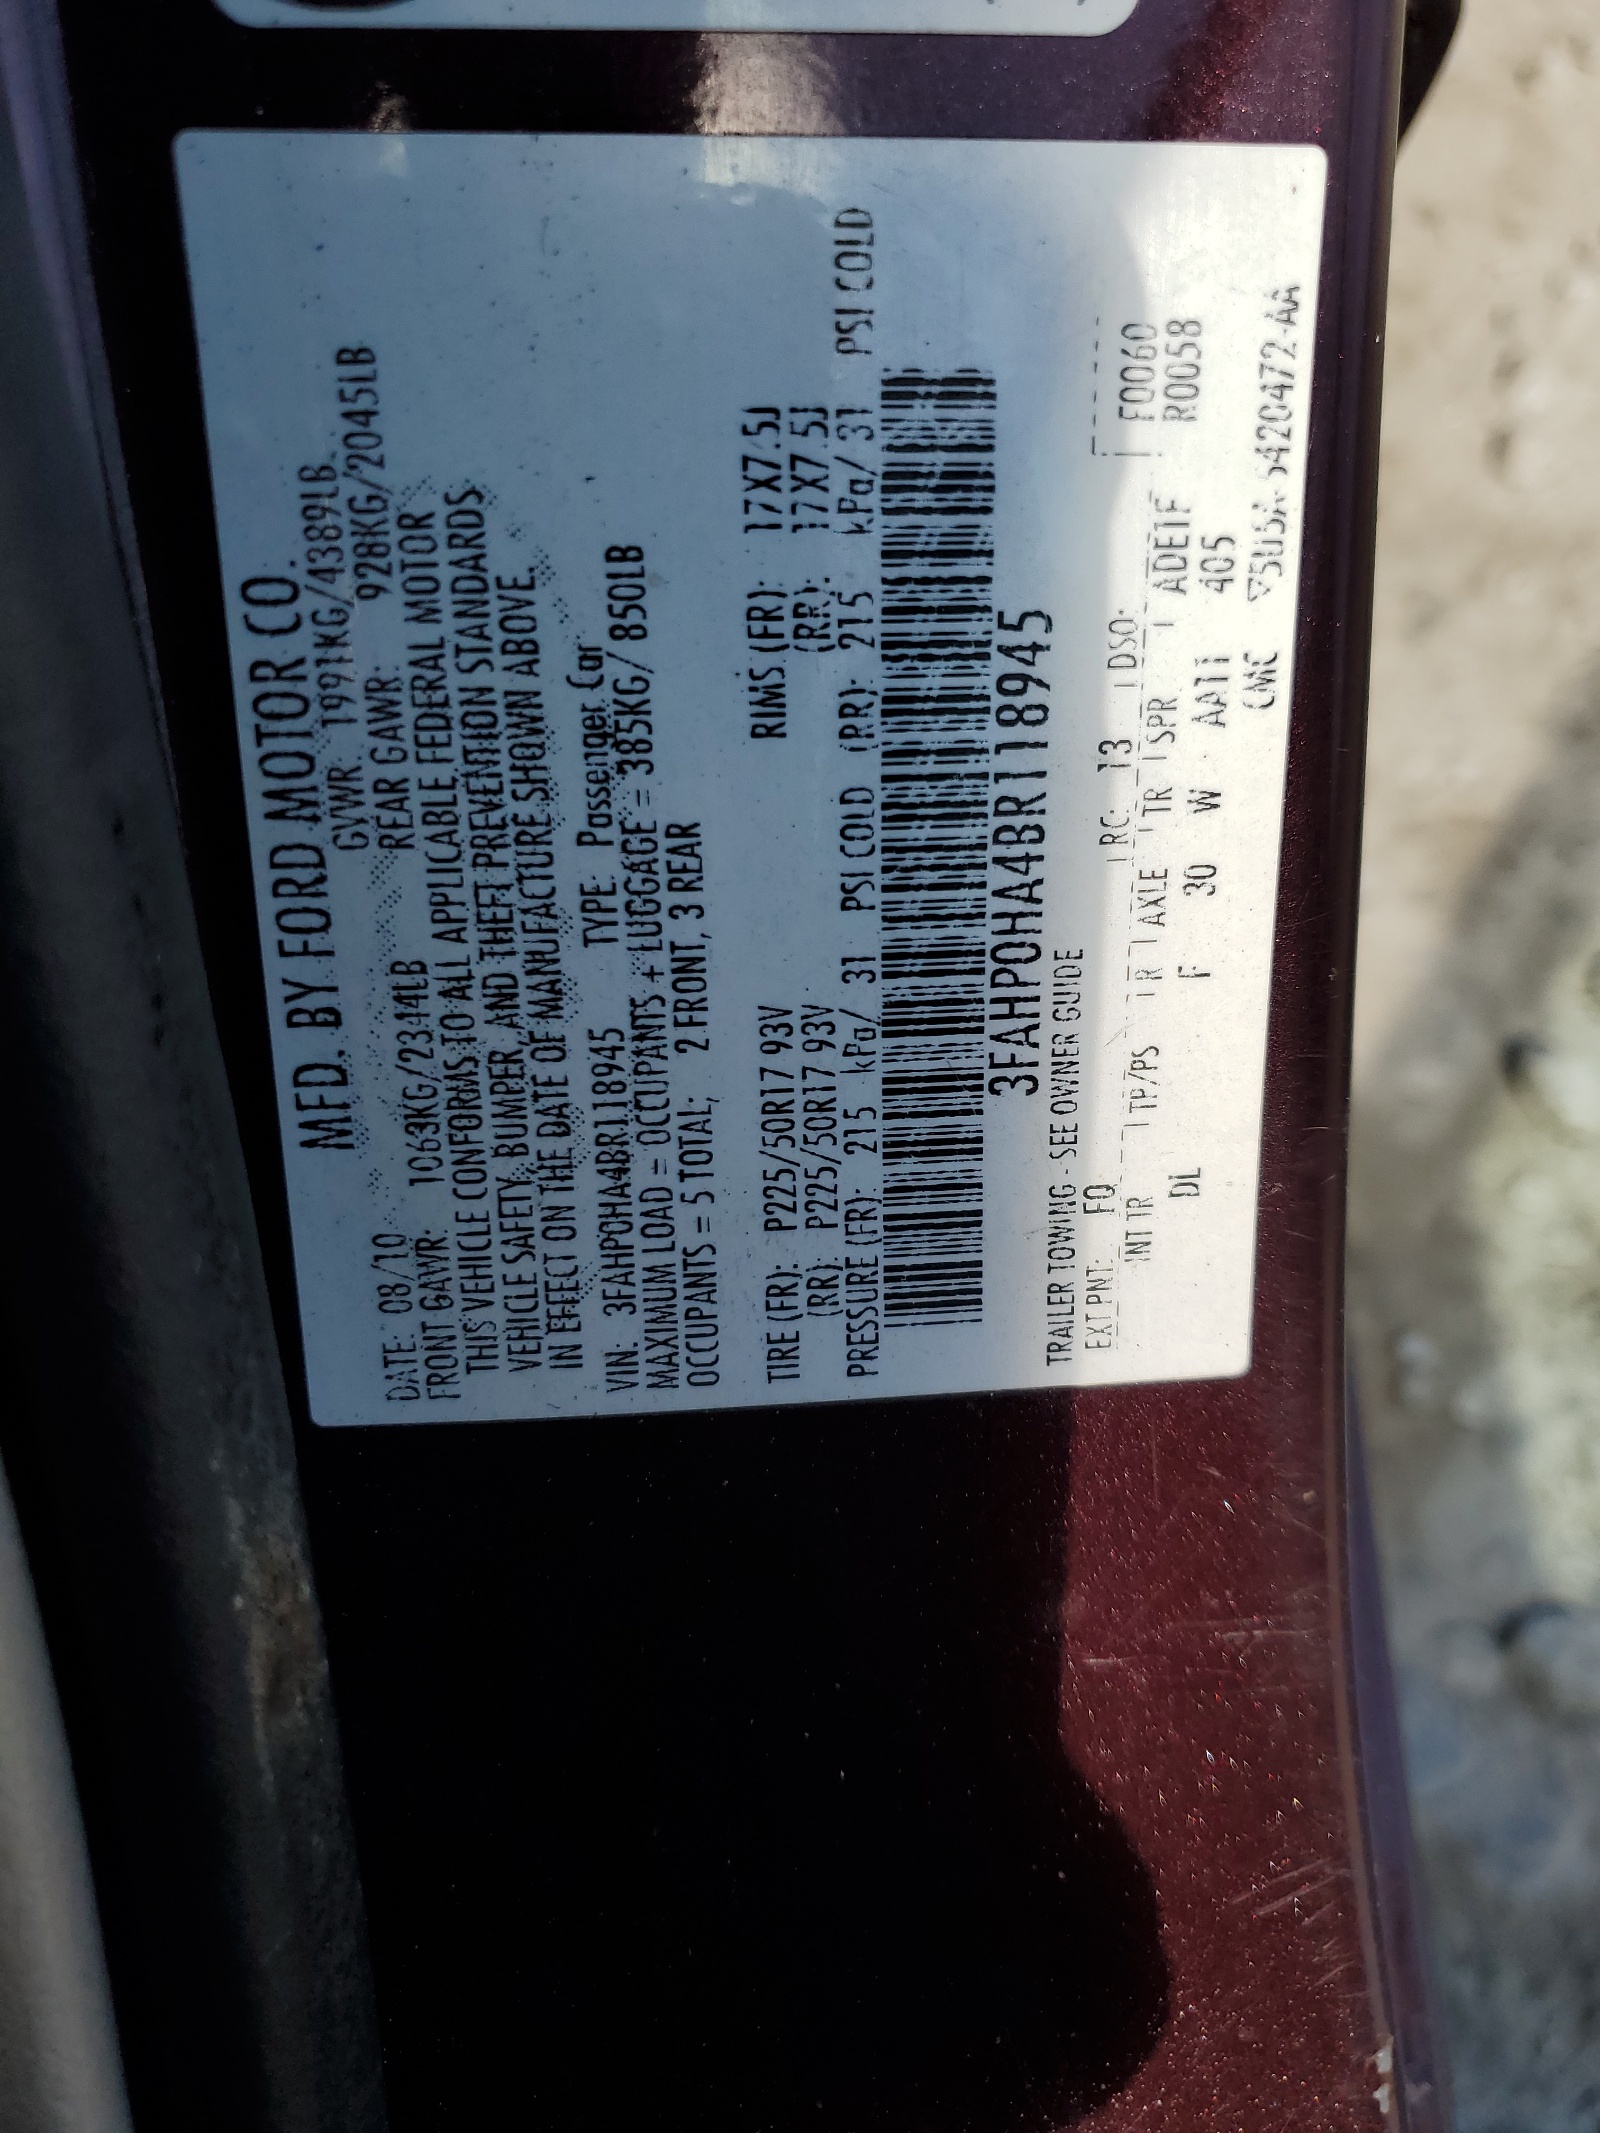 MFD. BY FORD MOTOR CO.
DATE: 08/10 GVWR: 1991KG/4389LB
FRONT GAWR: 1063KG/2344LB REAR GAWR: 928KG/2045LB
THIS VEHICLE CONFORMS TO ALL APPLICABLE FEDERAL MOTOR
VEHICLE SAFETY, BUMPER, AND THEFT PREVENTION STANDARDS
IN EFFECT ON THE DATE OF MANUFACTURE SHOWN ABOVE.
VIN: 3FAHP0HA4BR118945 TYPE: Passenger Car
MAXIMUM LOAD = OCCUPANTS + LUGGAGE = 385KG/ 850LB
OCCUPANTS = 5 TOTAL; 2 FRONT, 3 REAR
TIRE (FR): P225/50R17 93V RIMS (FR): 17X7.5J
(RR): P225/50R17 93V (RR): 17X7.5J
PRESSURE (FR): 215 kPa/ 31 PSI COLD (RR): 215 kPa/ 31 PSI COLD
3FAHP0HA4BR118945
TRAILER TOWING - SEE OWNER GUIDE
EXT PNT: FQ RC: 13 DSO: F0060
INT TR TP/PS R AXLE TR SPR ADETF R0058
DL F 30 W AA11 405
CMC 5420472-AA